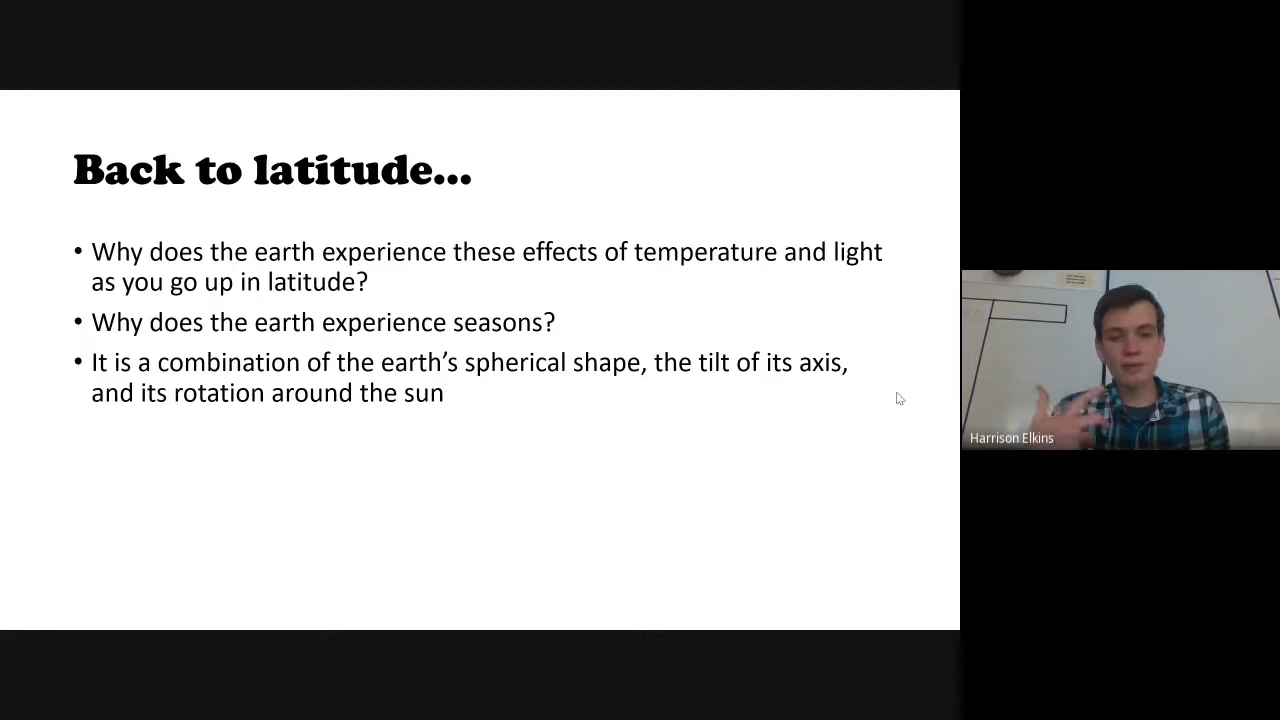 Back to latitude...
• Why does the earth experience these effects of temperature and light
as you go up in latitude?
• Why does the earth experience seasons?
• It is a combination of the earth’s spherical shape, the tilt of its axis,
and its rotation around the sun
Harrison Elkins